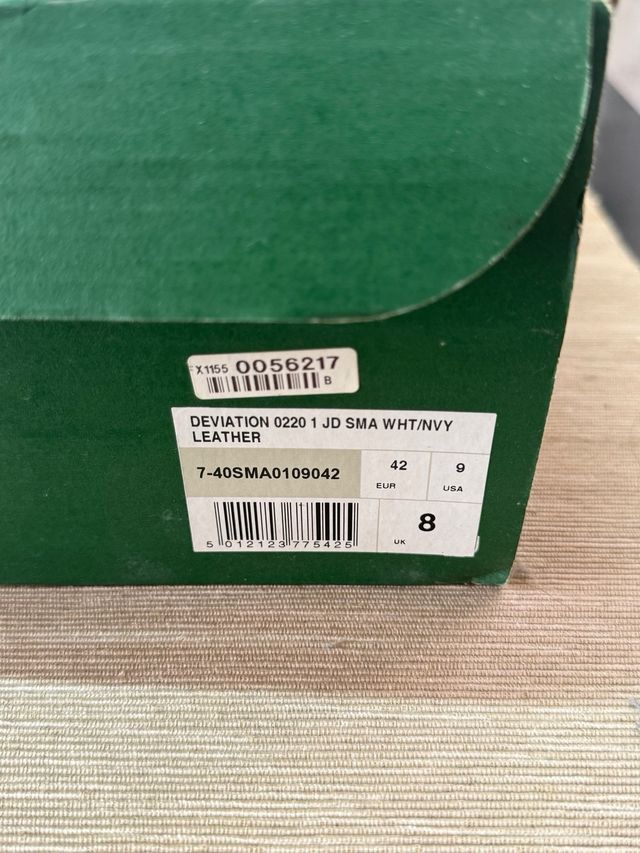 FX1155 0056217
B
DEVIATION 0220 1 JD SMA WHT/NVY
LEATHER
7-40SMA0109042
42
EUR
9
USA
5 012123 775425
8
UK